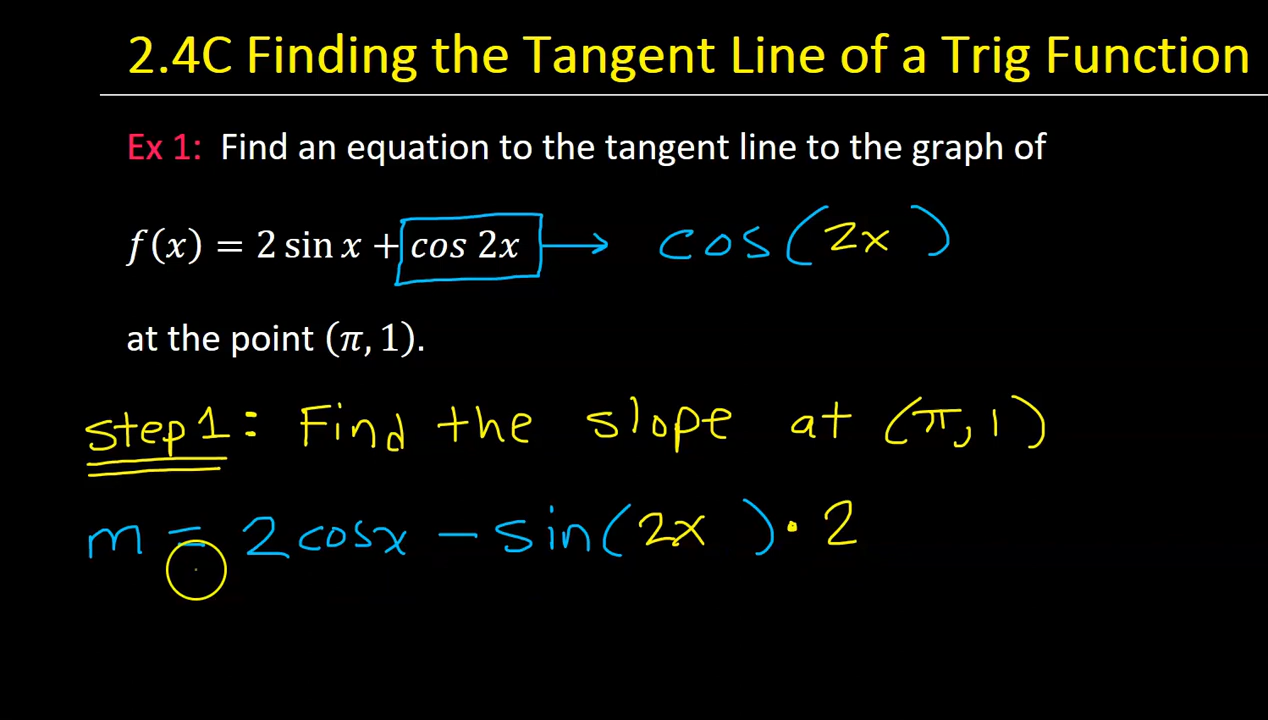 2.4C Finding the Tangent Line of a Trig Function
Ex 1: Find an equation to the tangent line to the graph of
f(x) = 2 sin x + cos 2x → cos(2x)
at the point (π, 1).
step 1: Find the slope at (π, 1)
m = 2cosx − sin(2x) · 2